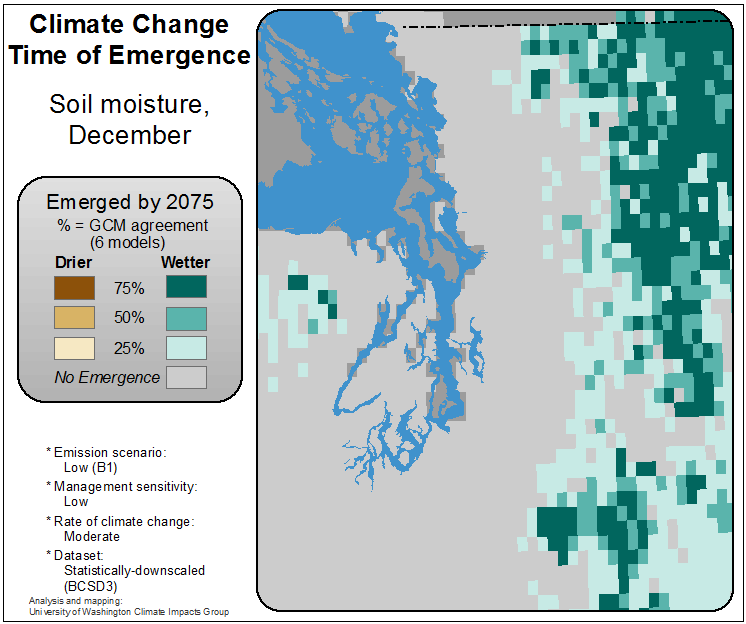 Climate Change
Time of Emergence
Soil moisture,
December
Emerged by 2075
% = GCM agreement
(6 models)
Drier Wetter
75%
50%
25%
No Emergence
* Emission scenario:
Low (B1)
* Management sensitivity:
Low
* Rate of climate change:
Moderate
* Dataset:
Statistically-downscaled
(BCSD3)
Analysis and mapping:
University of Washington Climate Impacts Group